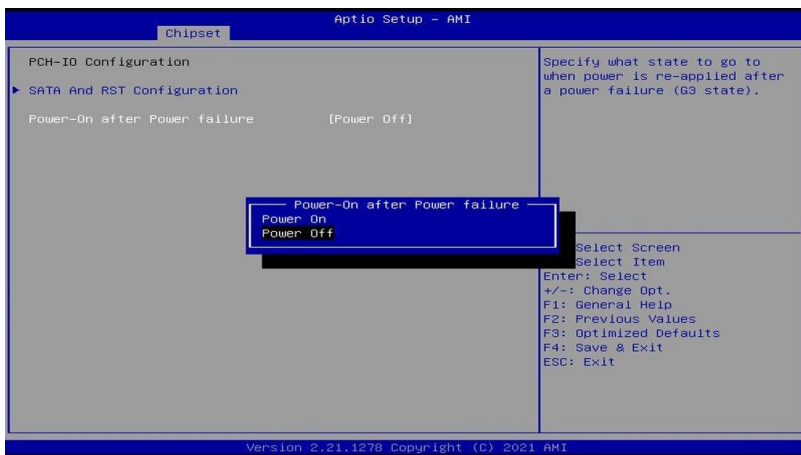 Aptio Setup - AMI
Chipset
PCH-IO Configuration
SATA And RST Configuration
Power-On after Power failure [Power Off]
Specify what state to go to
when power is re-applied after
a power failure (G3 state).
Power-On after Power failure
Power On
Power Off
Select Screen
Select Item
Enter: Select
+/-: Change Opt.
F1: General Help
F2: Previous Values
F3: Optimized Defaults
F4: Save & Exit
ESC: Exit
Version 2.21.1278 Copyright (C) 2021 AMI